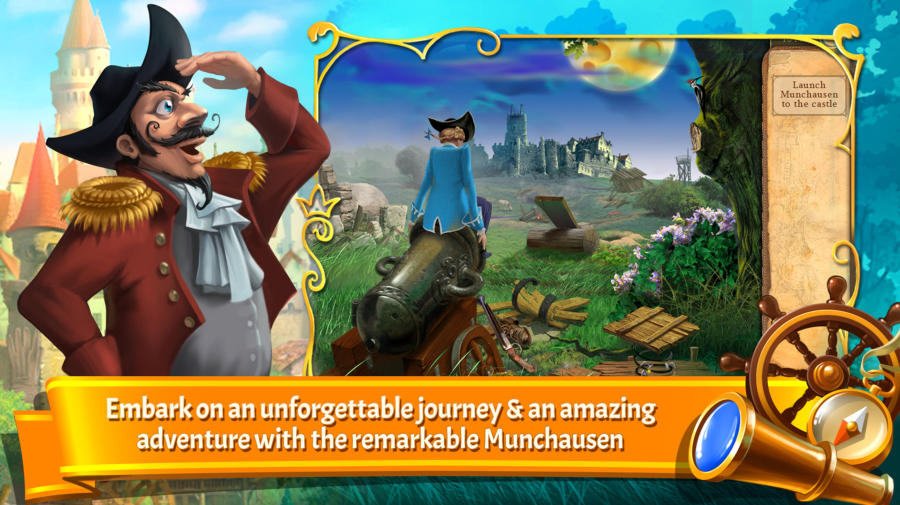 Launch
Munchausen
to the castle
Embark on an unforgettable journey & an amazing
adventure with the remarkable Munchausen